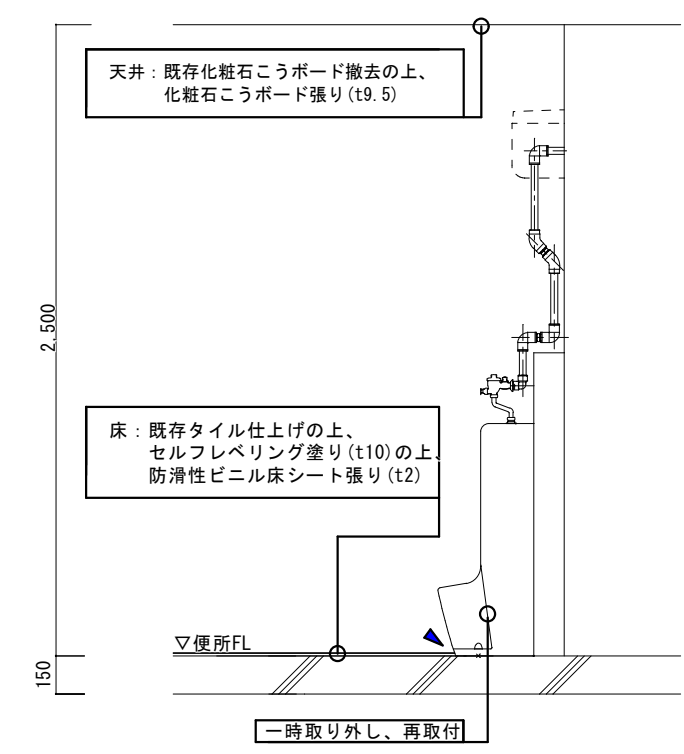 天井：既存化粧石こうボード撤去の上、
化粧石こうボード張り(t9.5)
2,500
床：既存タイル仕上げの上、
セルフレベリング塗り(t10)の上、
防滑性ビニル床シート張り(t2)
▽便所FL
150
一時取り外し、再取付